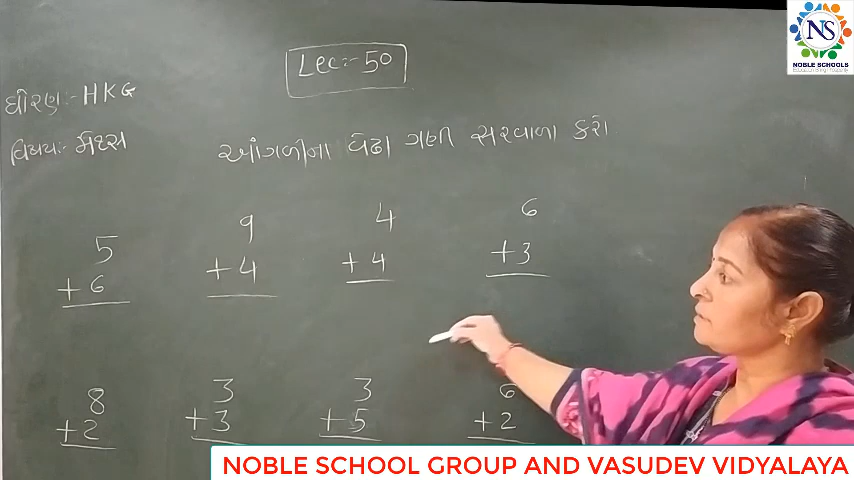 Lec:- 50
ધોરણ:- HKG
વિષય:- મેથ્સ
આંગળીના વેઢા ગણી સરવાળા કરો.
5 9 4 6
+6 +4 +4 +3
8 3 3 6
+2 +3 +5 +2
NS
NOBLE SCHOOLS
NOBLE SCHOOL GROUP AND VASUDEV VIDYALAYA